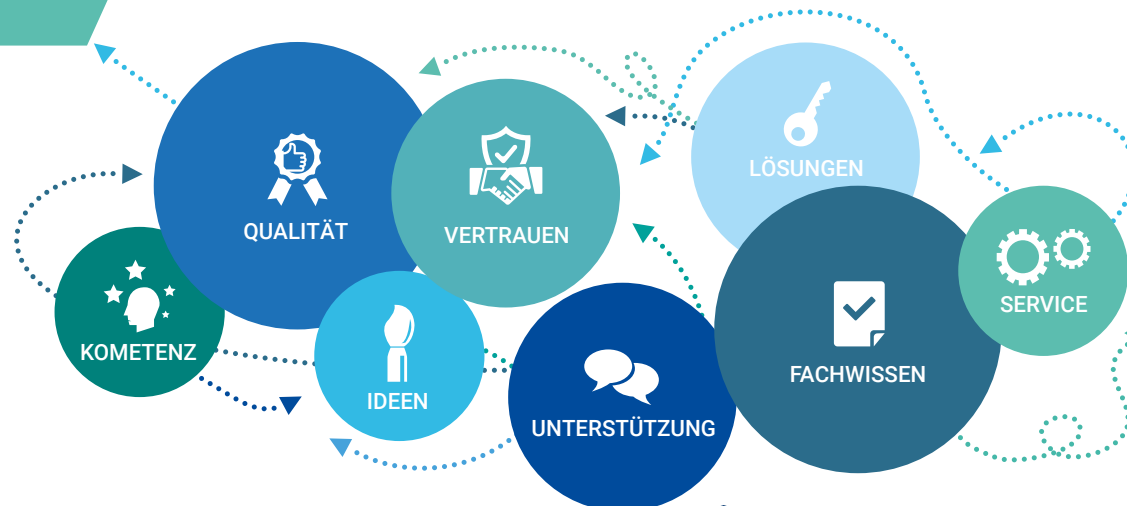 QUALITÄT
VERTRAUEN
LÖSUNGEN
KOMETENZ
IDEEN
UNTERSTÜTZUNG
FACHWISSEN
SERVICE